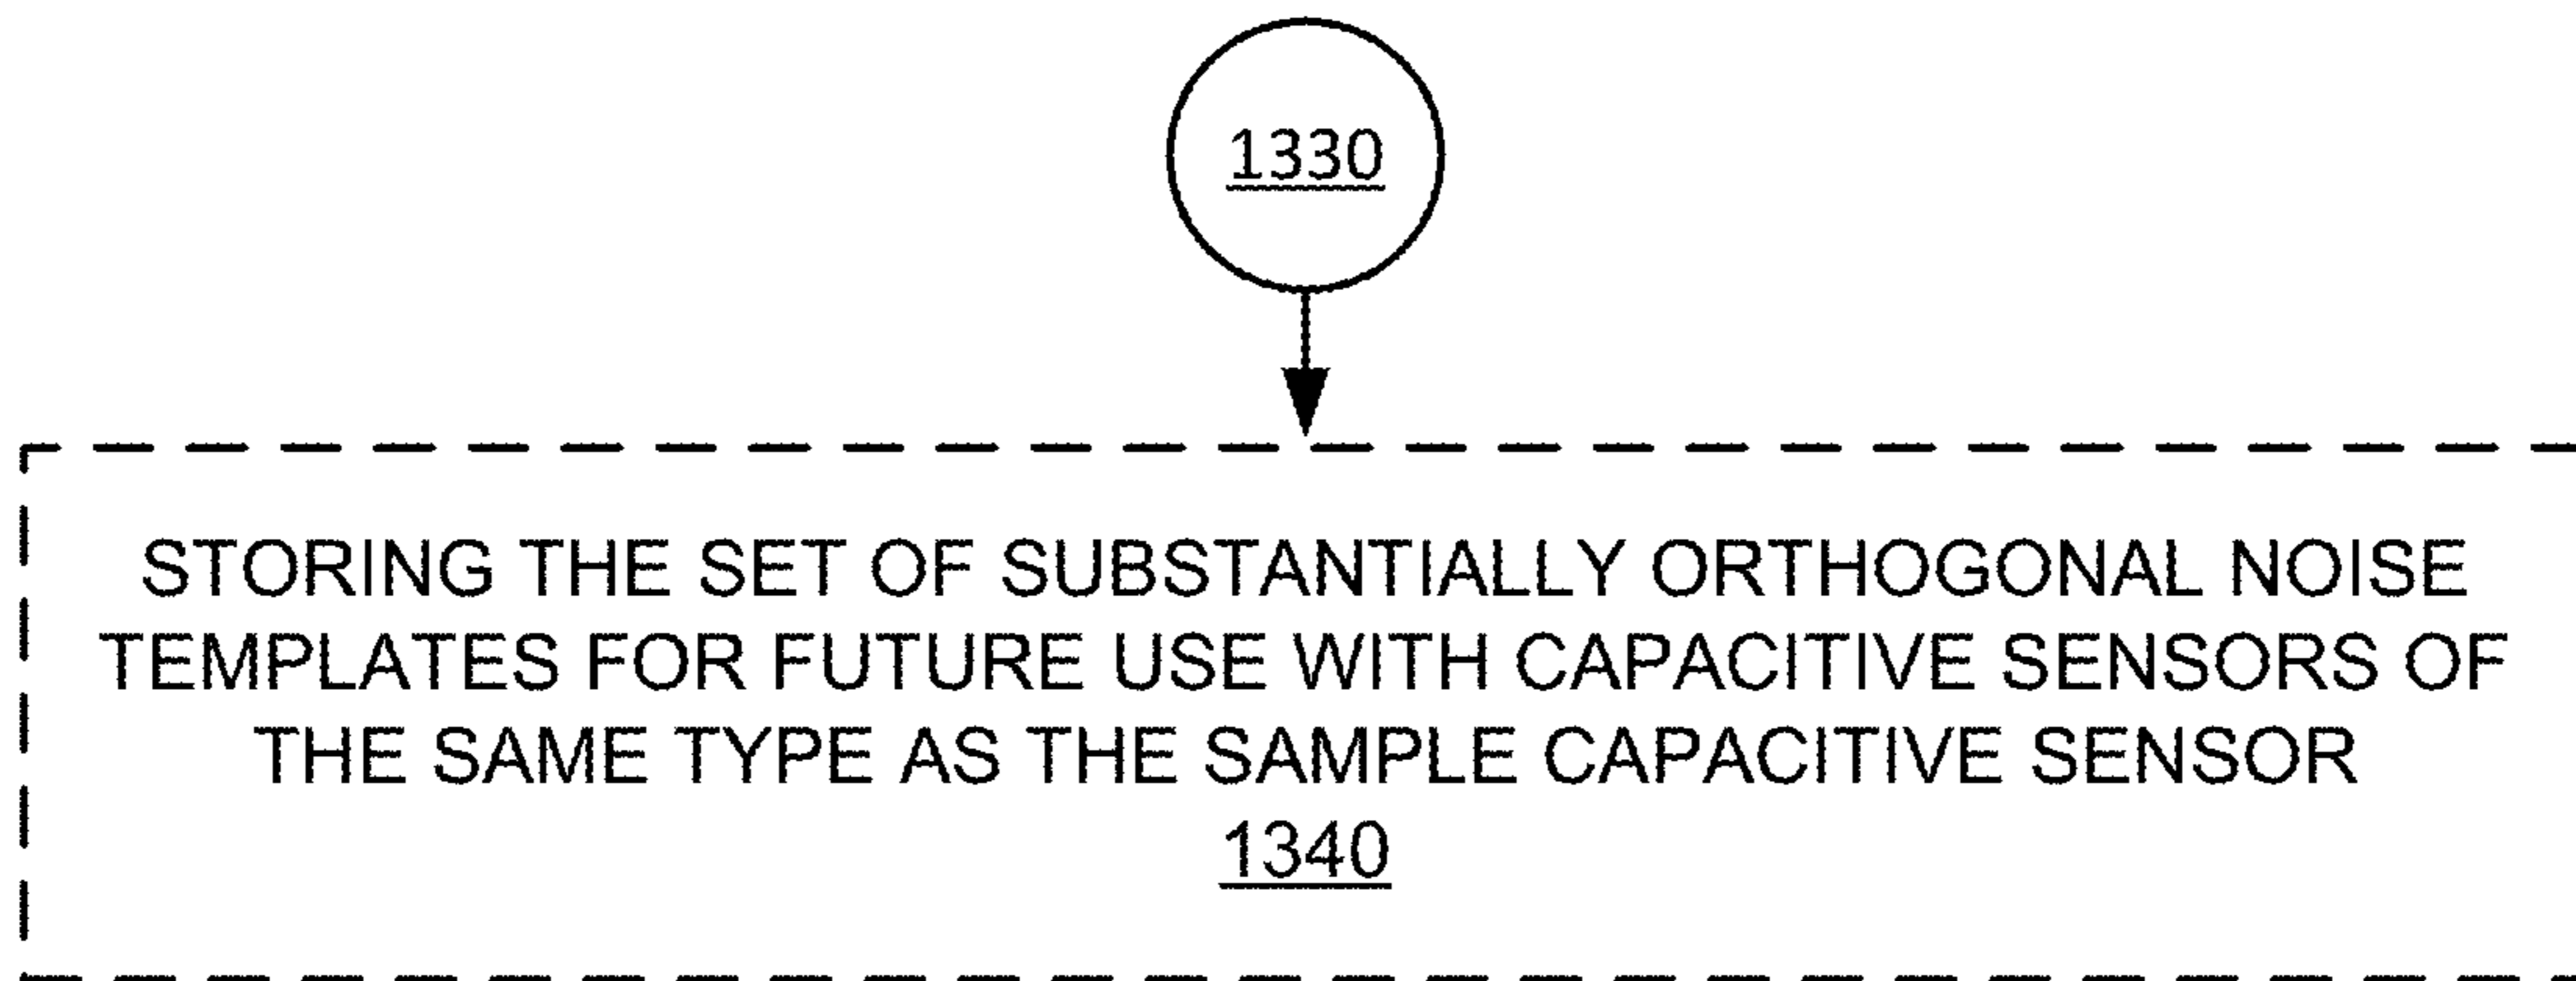 1330
STORING THE SET OF SUBSTANTIALLY ORTHOGONAL NOISE
TEMPLATES FOR FUTURE USE WITH CAPACITIVE SENSORS OF
THE SAME TYPE AS THE SAMPLE CAPACITIVE SENSOR
1340